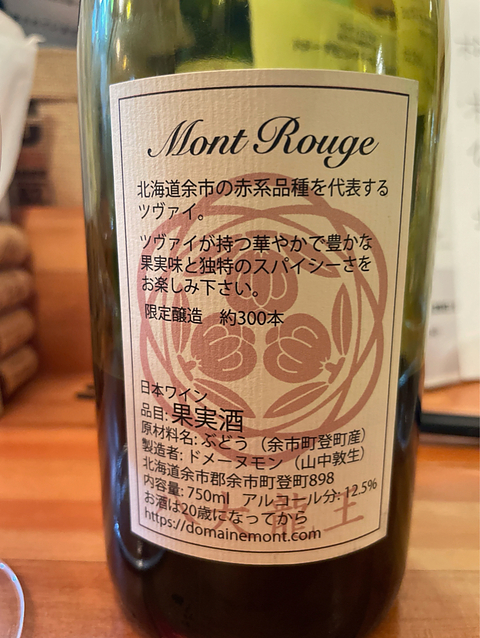 Mont Rouge
北海道余市の赤系品種を代表する
ツヴァイ。
ツヴァイが持つ華やかで豊かな
果実味と独特のスパイシーさを
お楽しみ下さい。
限定醸造 約300本
日本ワイン
品目: 果実酒
原材料名: ぶどう（余市町登町産）
製造者: ドメーヌモン（山中敦生）
北海道余市郡余市町登町898
内容量: 750ml アルコール分: 12.5%
お酒は20歳になってから
龍王
https://domainemont.com